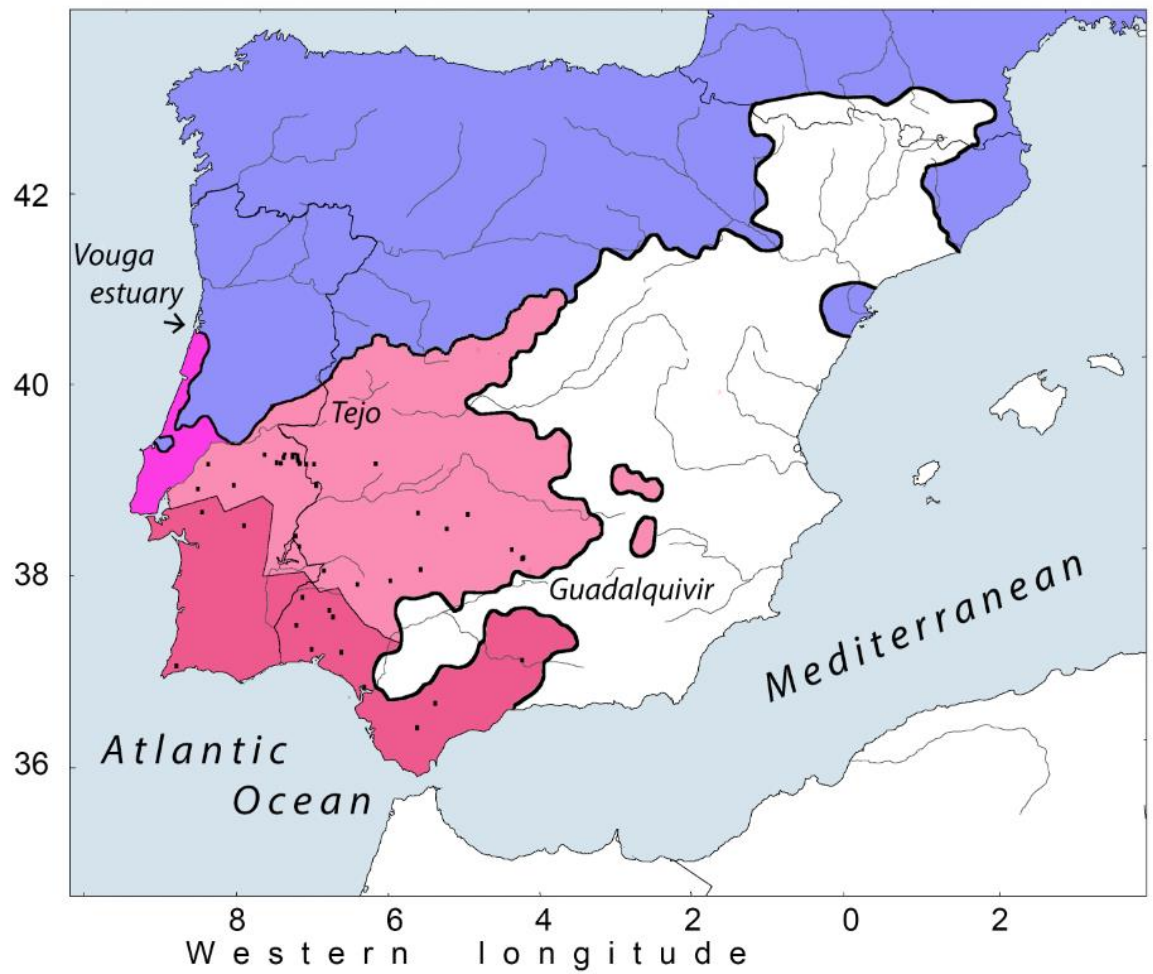 42
Vouga
estuary
40
Tejo
38
Guadalquivir
Mediterranean
36
Atlantic
Ocean
8 6 4 2 0 2
Western longitude